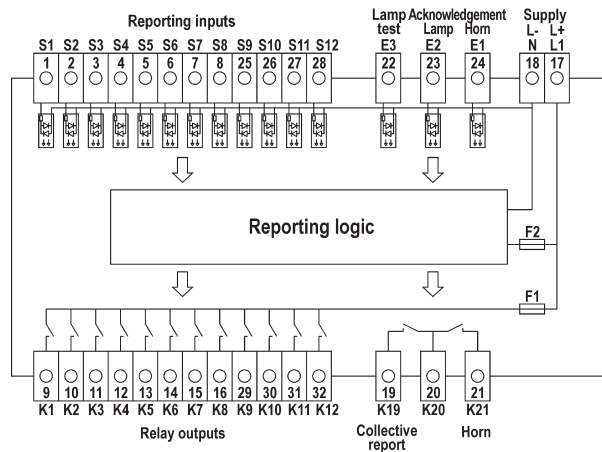 Reporting inputs
Lamp test
Acknowledgement
Lamp Horn
Supply
L- L+
S1 S2 S3 S4 S5 S6 S7 S8 S9 S10 S11 S12 E3 E2 E1 N L1
1 2 3 4 5 6 7 8 25 26 27 28 22 23 24 18 17
Reporting logic
F2
F1
9 10 11 12 13 14 15 16 29 30 31 32 19 20 21
K1 K2 K3 K4 K5 K6 K7 K8 K9 K10 K11 K12 K19 K20 K21
Relay outputs
Collective report
Horn